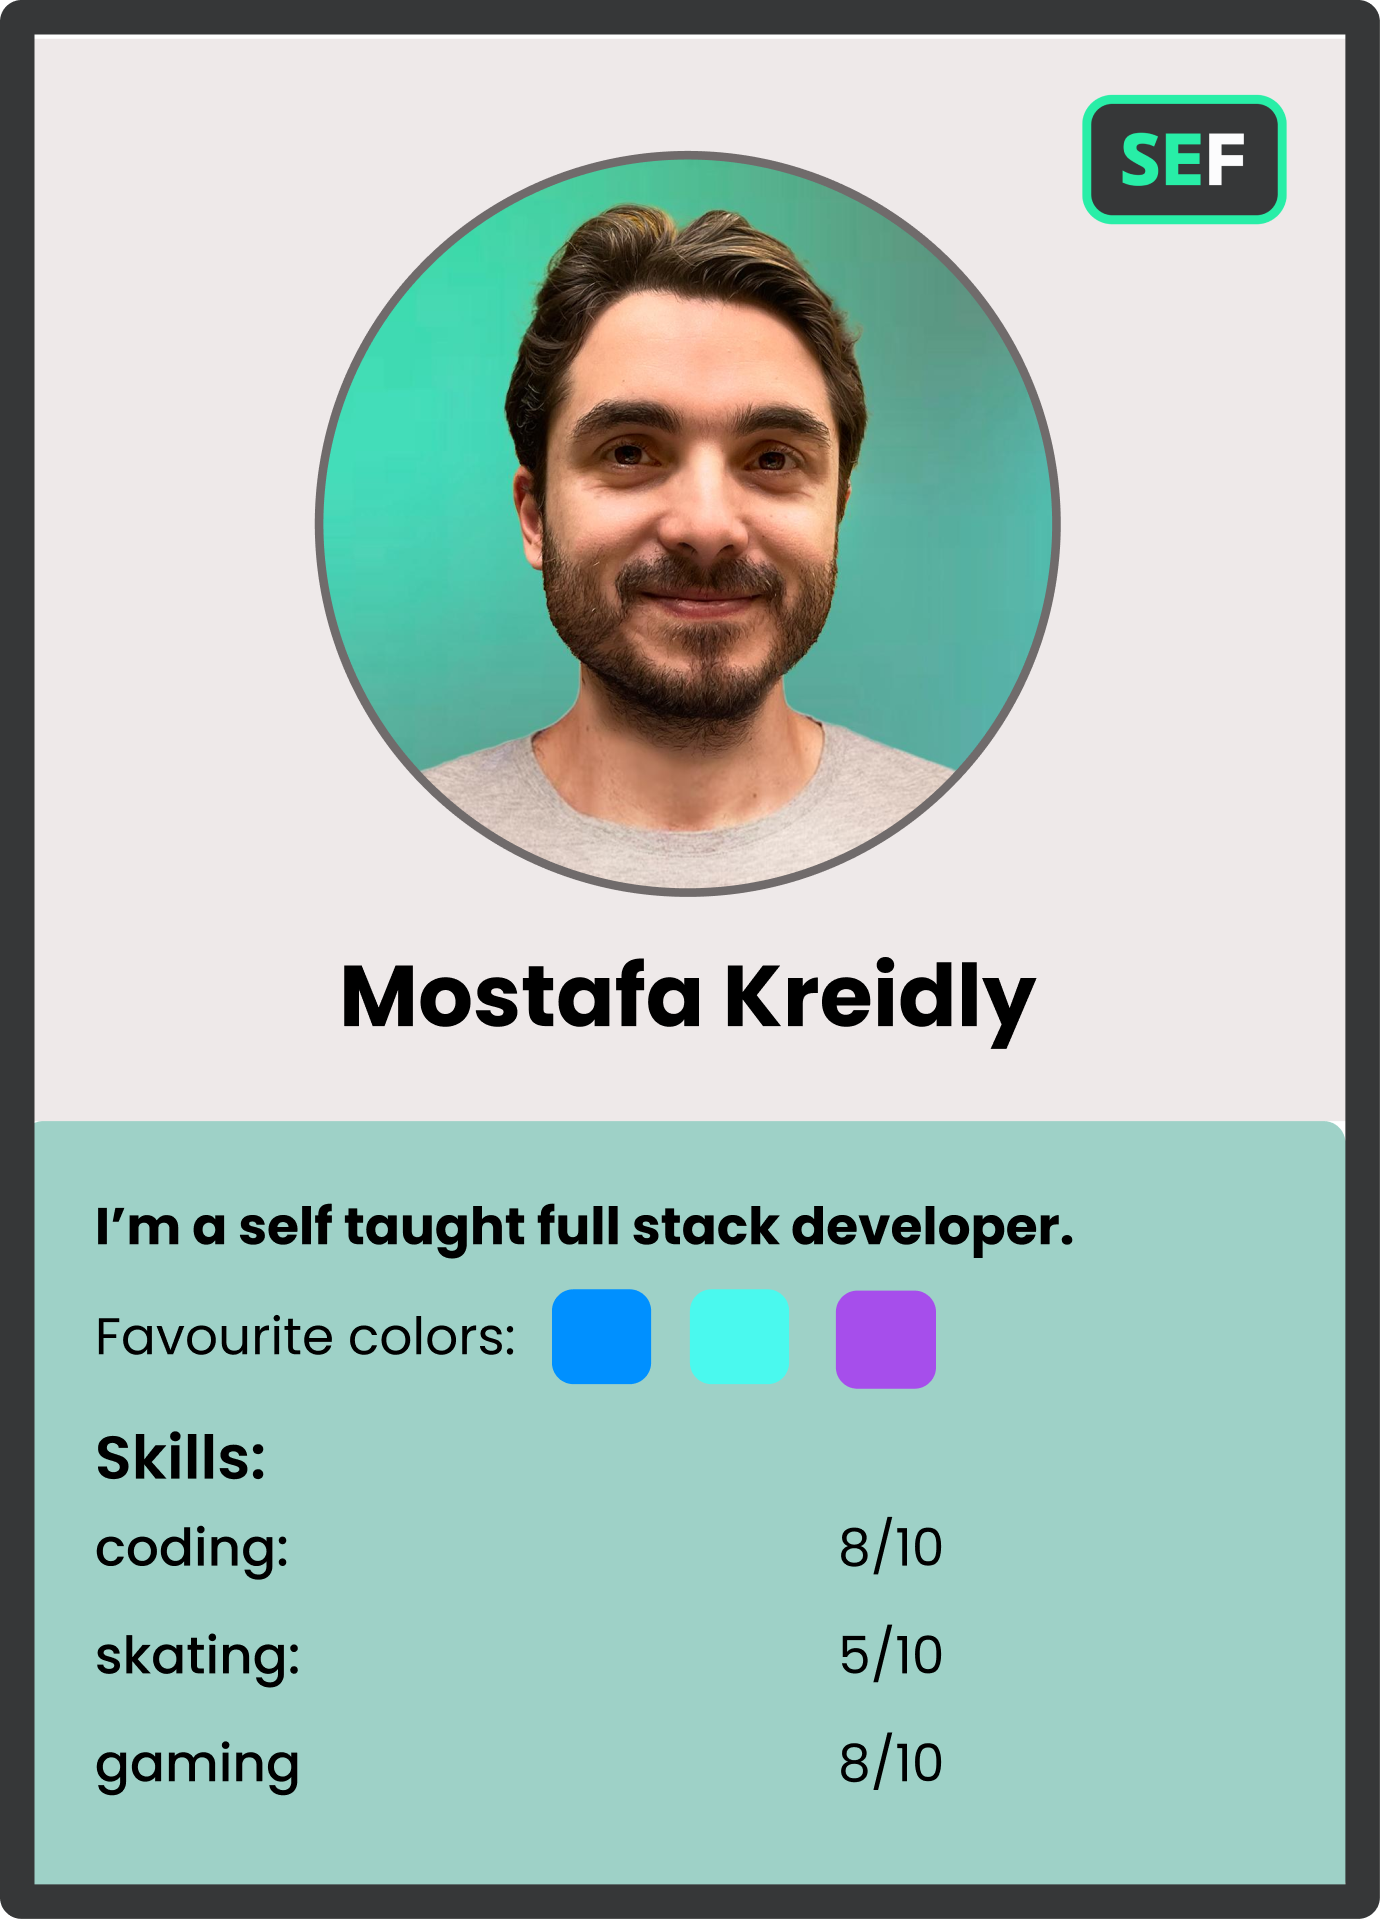 SEF
Mostafa Kreidly
I’m a self taught full stack developer.
Favourite colors:
Skills:
coding: 8/10
skating: 5/10
gaming 8/10